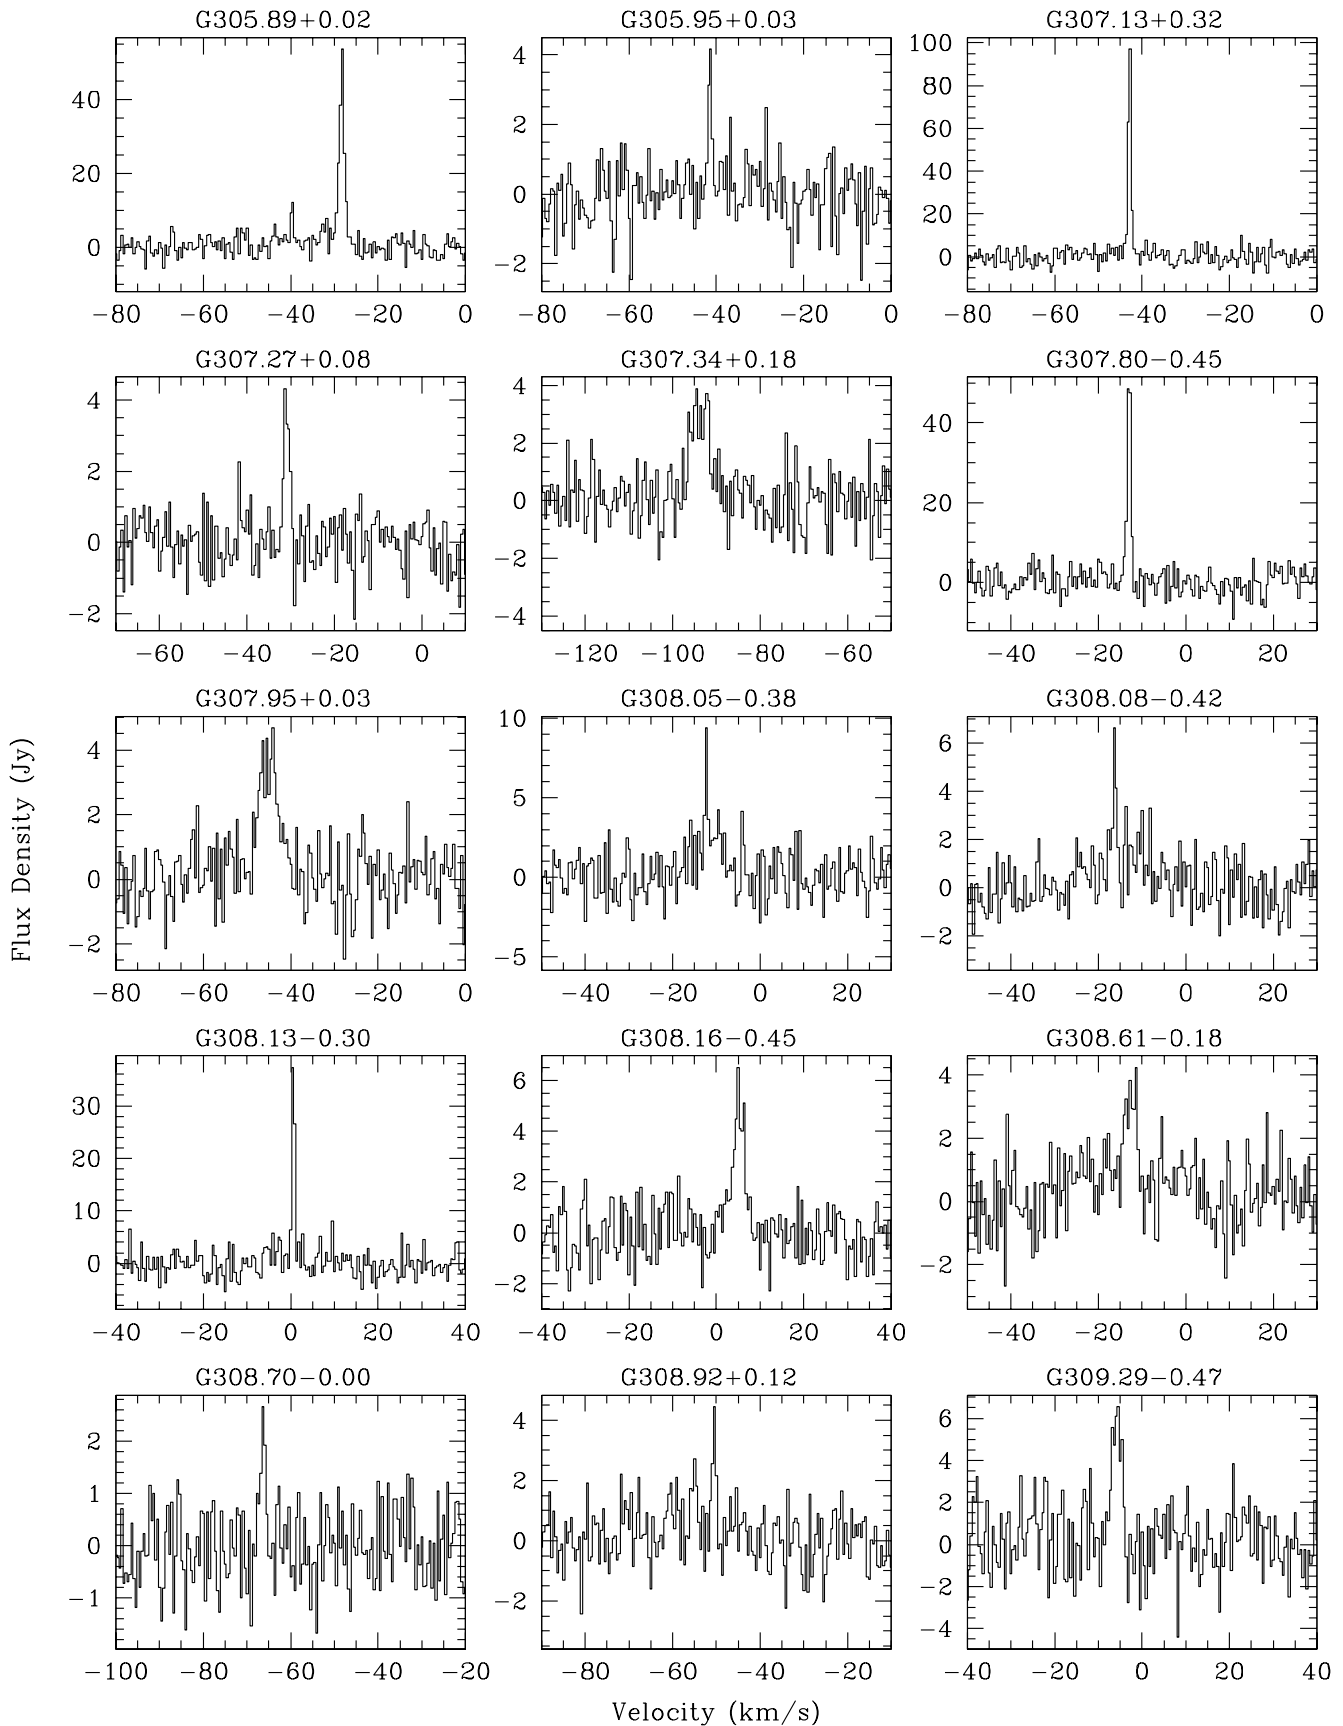 G305.89+0.02 G305.95+0.03 G307.13+0.32
40 20 0 4 2 0 −2 100 80 60 40 20 0
−80 −60 −40 −20 0 −80 −60 −40 −20 0 −80 −60 −40 −20 0
G307.27+0.08 G307.34+0.18 G307.80−0.45
4 2 0 −2 4 2 0 −2 −4 40 20 0
−60 −40 −20 0 −120 −100 −80 −60 −40 −20 0 20
G307.95+0.03 G308.05−0.38 G308.08−0.42
4 2 0 −2 10 5 0 −5 6 4 2 0 −2
−80 −60 −40 −20 0 −40 −20 0 20 −40 −20 0 20
Flux Density (Jy)
G308.13−0.30 G308.16−0.45 G308.61−0.18
30 20 10 0 6 4 2 0 −2 4 2 0 −2
−40 −20 0 20 40 −40 −20 0 20 40 −40 −20 0 20
G308.70−0.00 G308.92+0.12 G309.29−0.47
2 1 0 −1 4 2 0 −2 6 4 2 0 −2 −4
−100 −80 −60 −40 −20 −80 −60 −40 −20 −40 −20 0 20 40
Velocity (km/s)